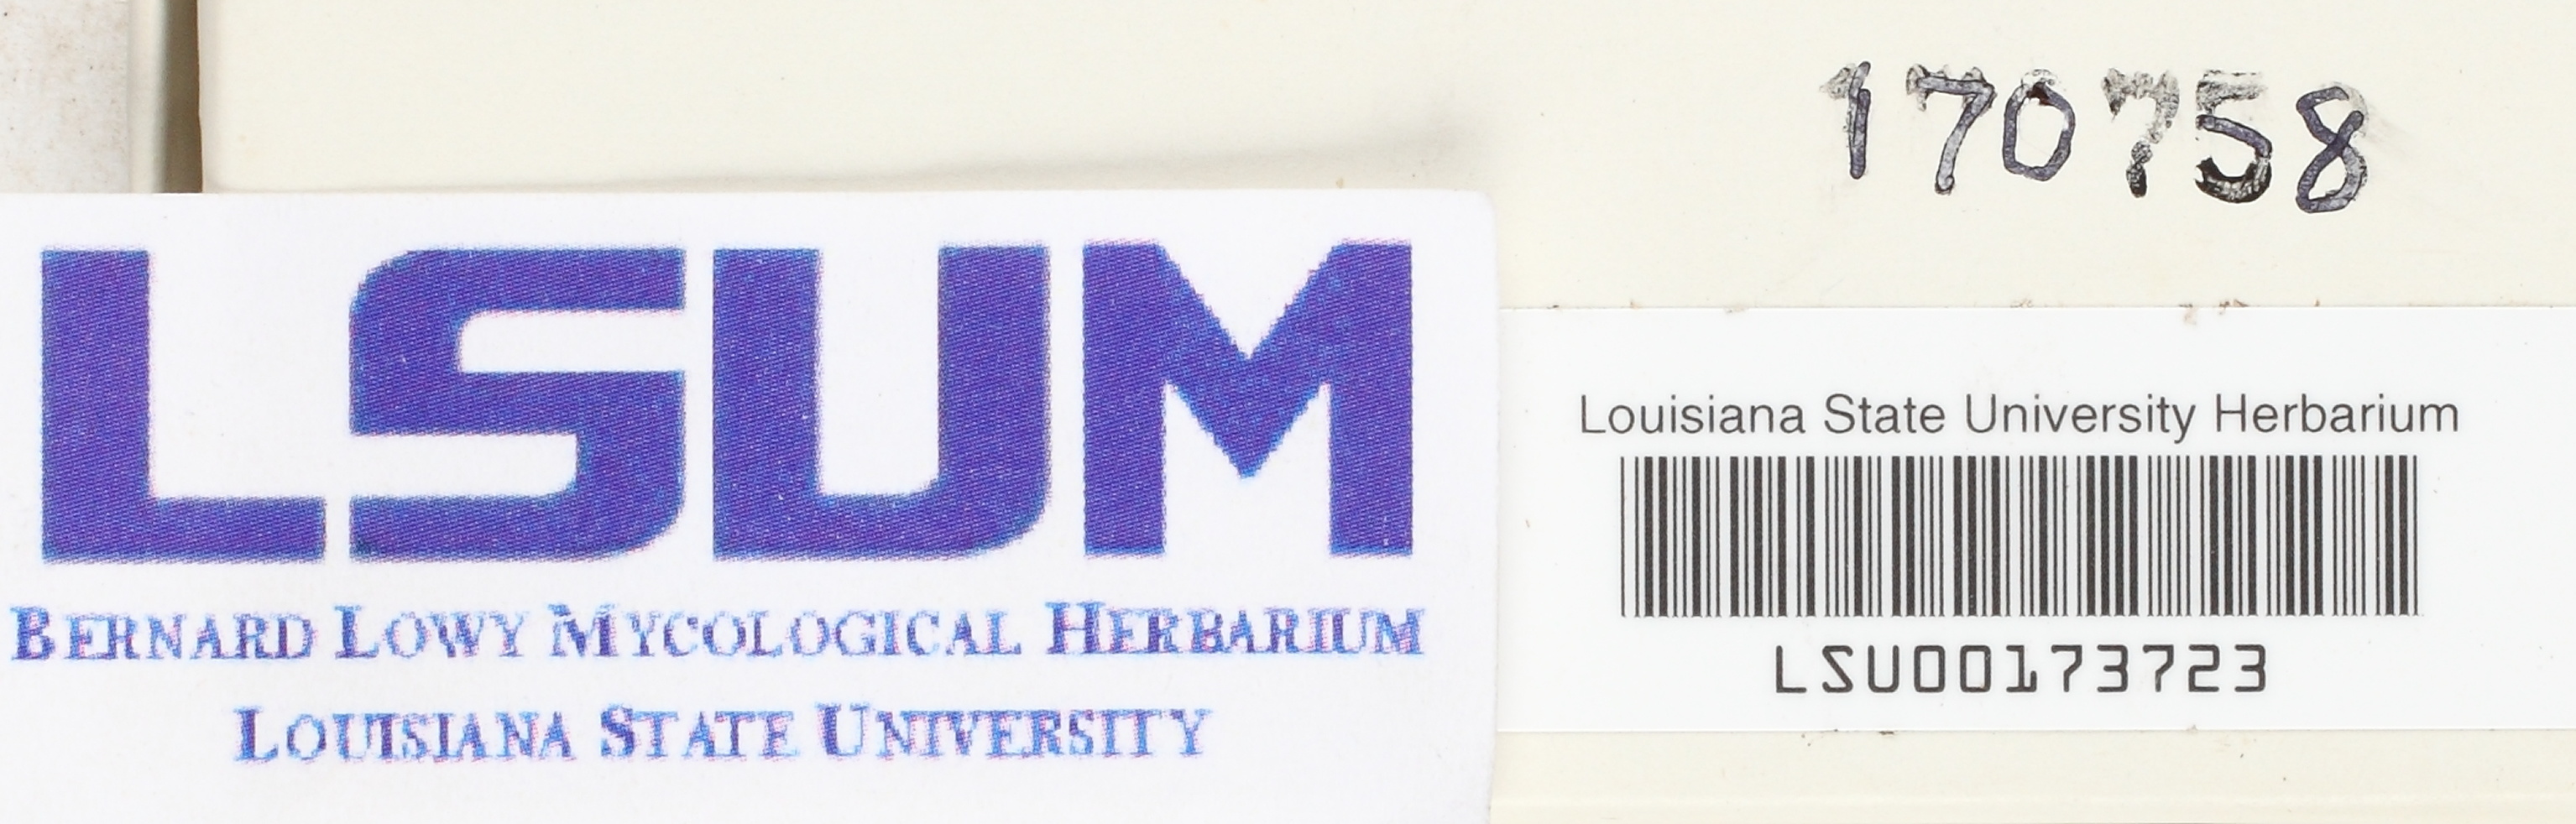 170758
LSUM
BERNARD LOWY MYCOLOGICAL HERBARIUM
LOUISIANA STATE UNIVERSITY
Louisiana State University Herbarium
LSU00173723